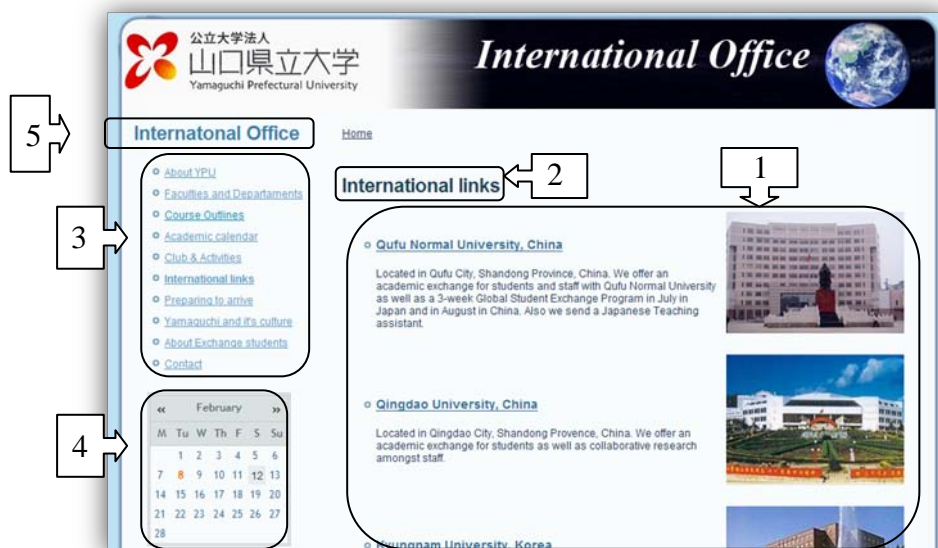 公立大学法人
山口県立大学
Yamaguchi Prefectural University
International Office
5
Internatonal Office
Home
2
1
International links
3
About YPU
Faculties and Departaments
Course Outlines
Academic calendar
Club & Activities
International links
Preparing to arrive
Yamaguchi and it's culture
About Exchange students
Contact
Qufu Normal University, China
Located in Qufu City, Shandong Province, China. We offer an
academic exchange for students and staff with Qufu Normal University
as well as a 3-week Global Student Exchange Program in July in
Japan and in August in China. Also we send a Japanese Teaching
assistant.
4
« February »
M Tu W Th F S Su
1 2 3 4 5 6
7 8 9 10 11 12 13
14 15 16 17 18 19 20
21 22 23 24 25 26 27
28
Qingdao University, China
Located in Qingdao City, Shandong Provence, China. We offer an
academic exchange for students as well as collaborative research
amongst staff.
Kyungnam University, Korea